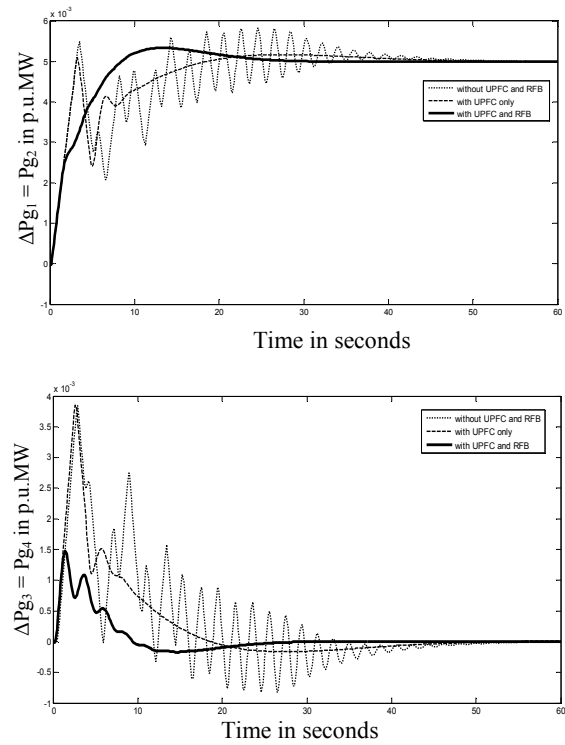 x 10⁻³
6
5
4
3
2
1
0
-1
0 10 20 30 40 50 60
ΔPg₁ = Pg₂ in p.u.MW
without UPFC and RFB
with UPFC only
with UPFC and RFB
Time in seconds
x 10⁻³
4
3.5
3
2.5
2
1.5
1
0.5
0
-0.5
-1
0 10 20 30 40 50 60
ΔPg₃ = Pg₄ in p.u.MW
without UPFC and RFB
with UPFC only
with UPFC and RFB
Time in seconds